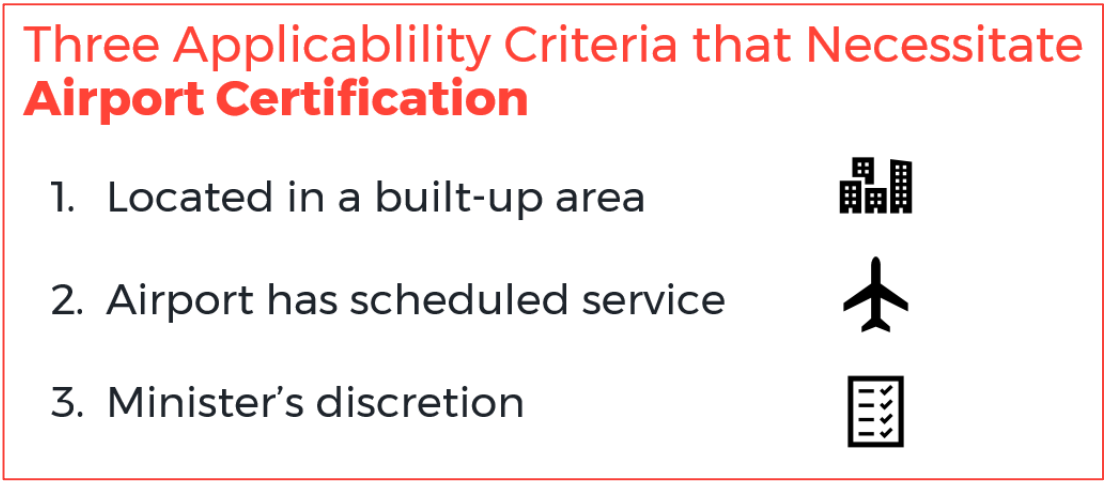 Three Applicablility Criteria that Necessitate
Airport Certification
1. Located in a built-up area
2. Airport has scheduled service
3. Minister’s discretion